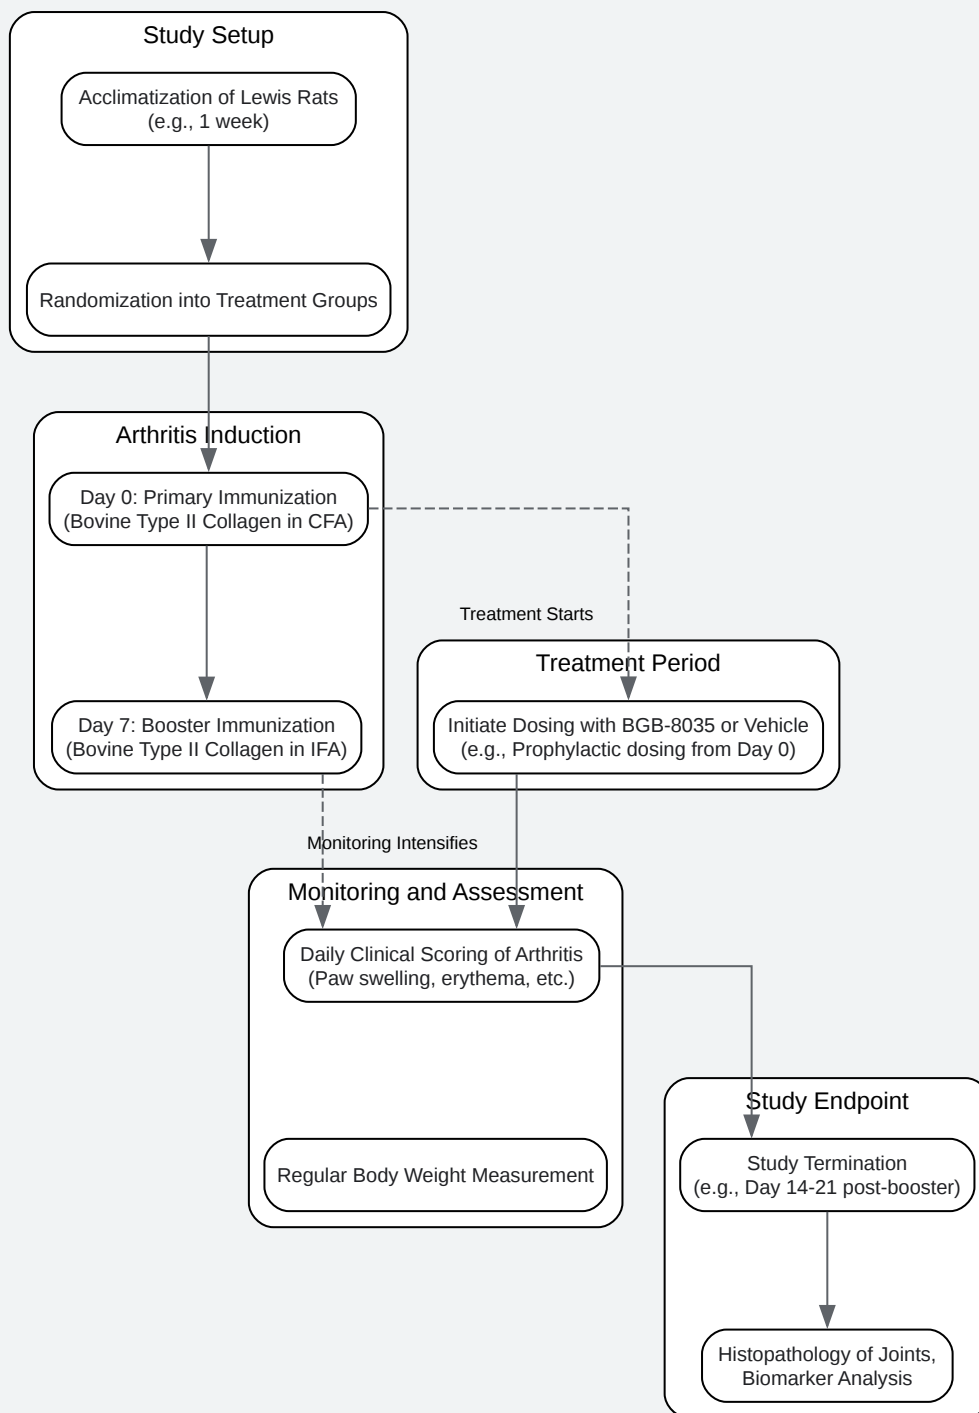 Study Setup
Acclimatization of Lewis Rats
(e.g., 1 week)
Randomization into Treatment Groups
Arthritis Induction
Day 0: Primary Immunization
(Bovine Type II Collagen in CFA)
Treatment Starts
Treatment Period
Day 7: Booster Immunization
(Bovine Type II Collagen in IFA)
Initiate Dosing with BGB-8035 or Vehicle
(e.g., Prophylactic dosing from Day 0)
Monitoring Intensifies
Monitoring and Assessment
Daily Clinical Scoring of Arthritis
(Paw swelling, erythema, etc.)
Regular Body Weight Measurement
Study Endpoint
Study Termination
(e.g., Day 14-21 post-booster)
Histopathology of Joints,
Biomarker Analysis